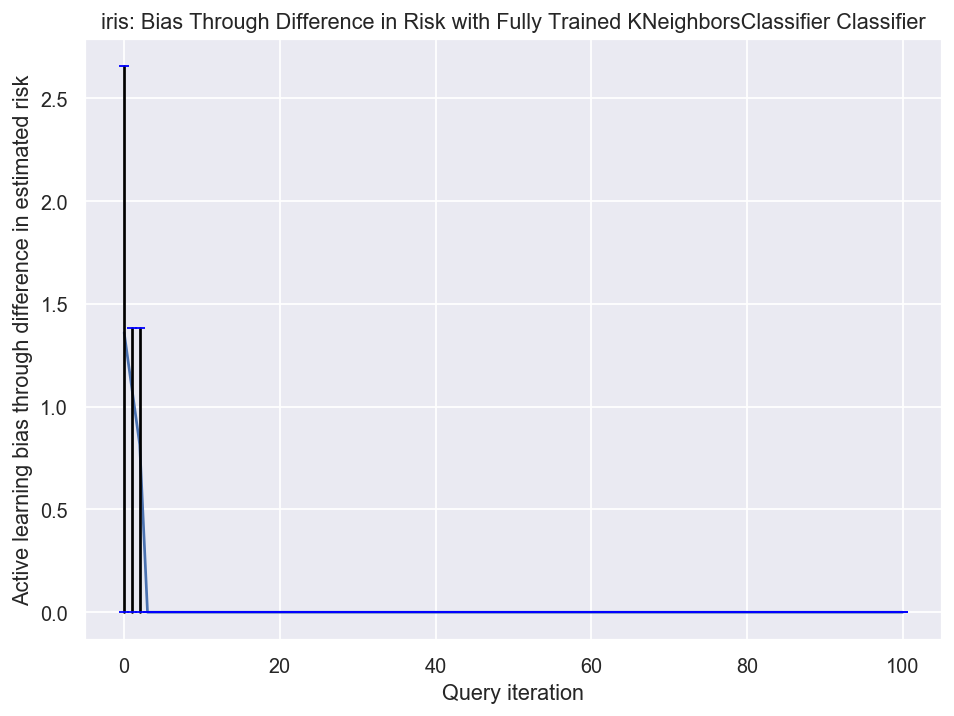 iris: Bias Through Difference in Risk with Fully Trained KNeighborsClassifier Classifier
Active learning bias through difference in estimated risk
2.5
2.0
1.5
1.0
0.5
0.0
0 20 40 60 80 100
Query iteration